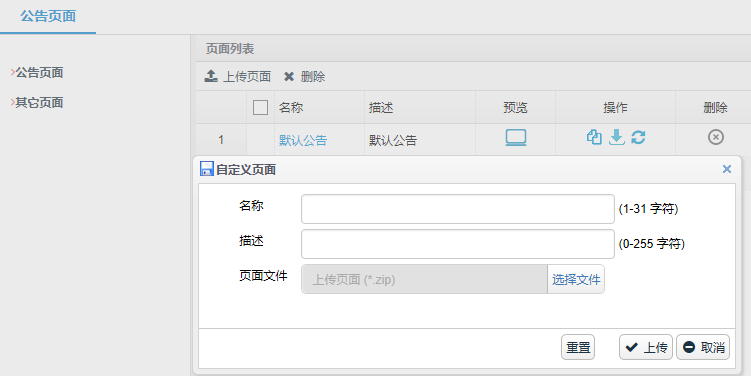 公告页面
>公告页面
>其它页面
页面列表
上传页面 删除
名称 描述 预览 操作 删除
1 默认公告 默认公告
自定义页面
名称 (1-31 字符)
描述 (0-255 字符)
页面文件 上传页面 (*.zip) 选择文件
重置 上传 取消